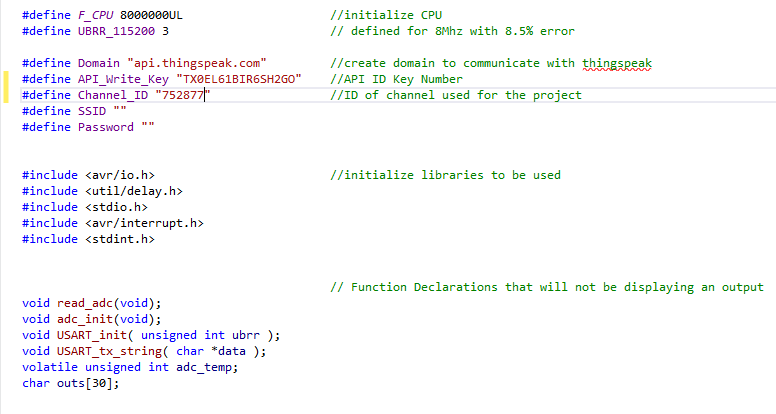 #define F_CPU 8000000UL //initialize CPU
#define UBRR_115200 3 // defined for 8Mhz with 8.5% error
#define Domain "api.thingspeak.com" //create domain to communicate with thingspeak
#define API_Write_Key "TX0EL61BIR6SH2GO" //API ID Key Number
#define Channel_ID "752877" //ID of channel used for the project
#define SSID ""
#define Password ""
#include <avr/io.h> //initialize libraries to be used
#include <util/delay.h>
#include <stdio.h>
#include <avr/interrupt.h>
#include <stdint.h>
// Function Declarations that will not be displaying an output
void read_adc(void);
void adc_init(void);
void USART_init( unsigned int ubrr );
void USART_tx_string( char *data );
volatile unsigned int adc_temp;
char outs[30];